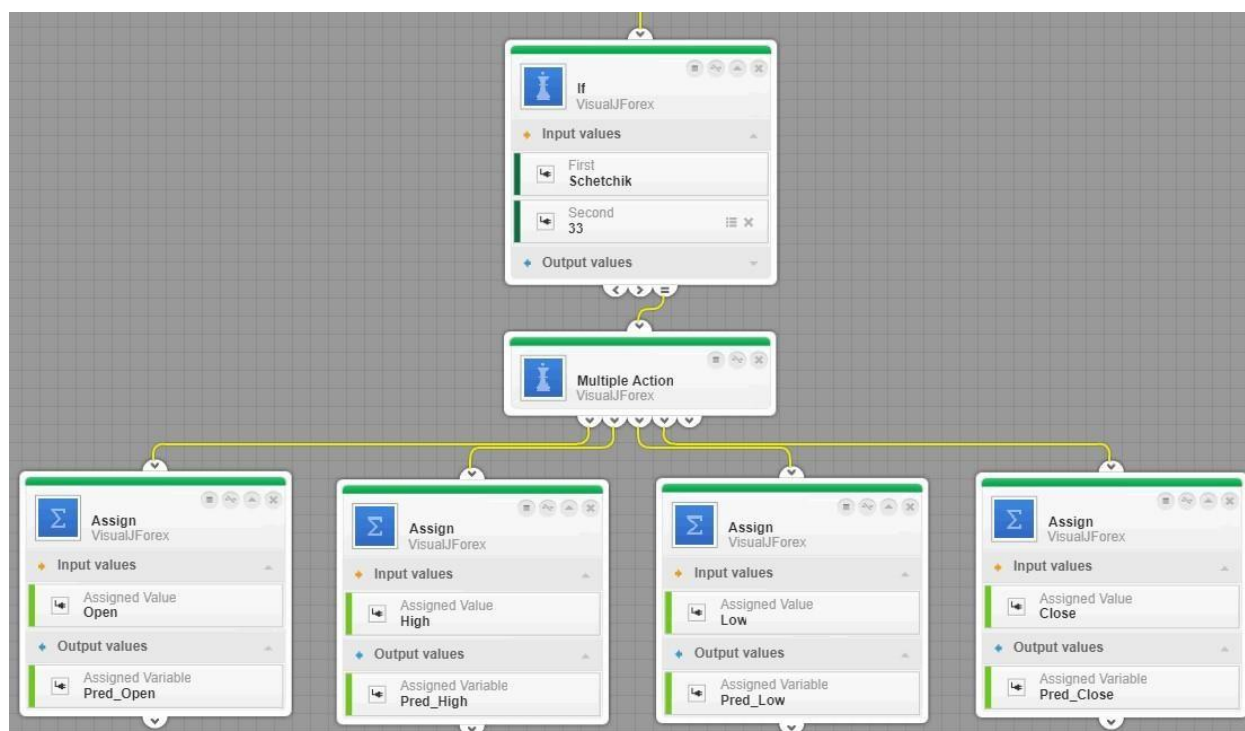 If
VisualJForex
Input values
First
Schetchik
Second
33
Output values
Multiple Action
VisualJForex
Assign
VisualJForex
Input values
Assigned Value
Open
Output values
Assigned Variable
Pred_Open
Assign
VisualJForex
Input values
Assigned Value
High
Output values
Assigned Variable
Pred_High
Assign
VisualJForex
Input values
Assigned Value
Low
Output values
Assigned Variable
Pred_Low
Assign
VisualJForex
Input values
Assigned Value
Close
Output values
Assigned Variable
Pred_Close